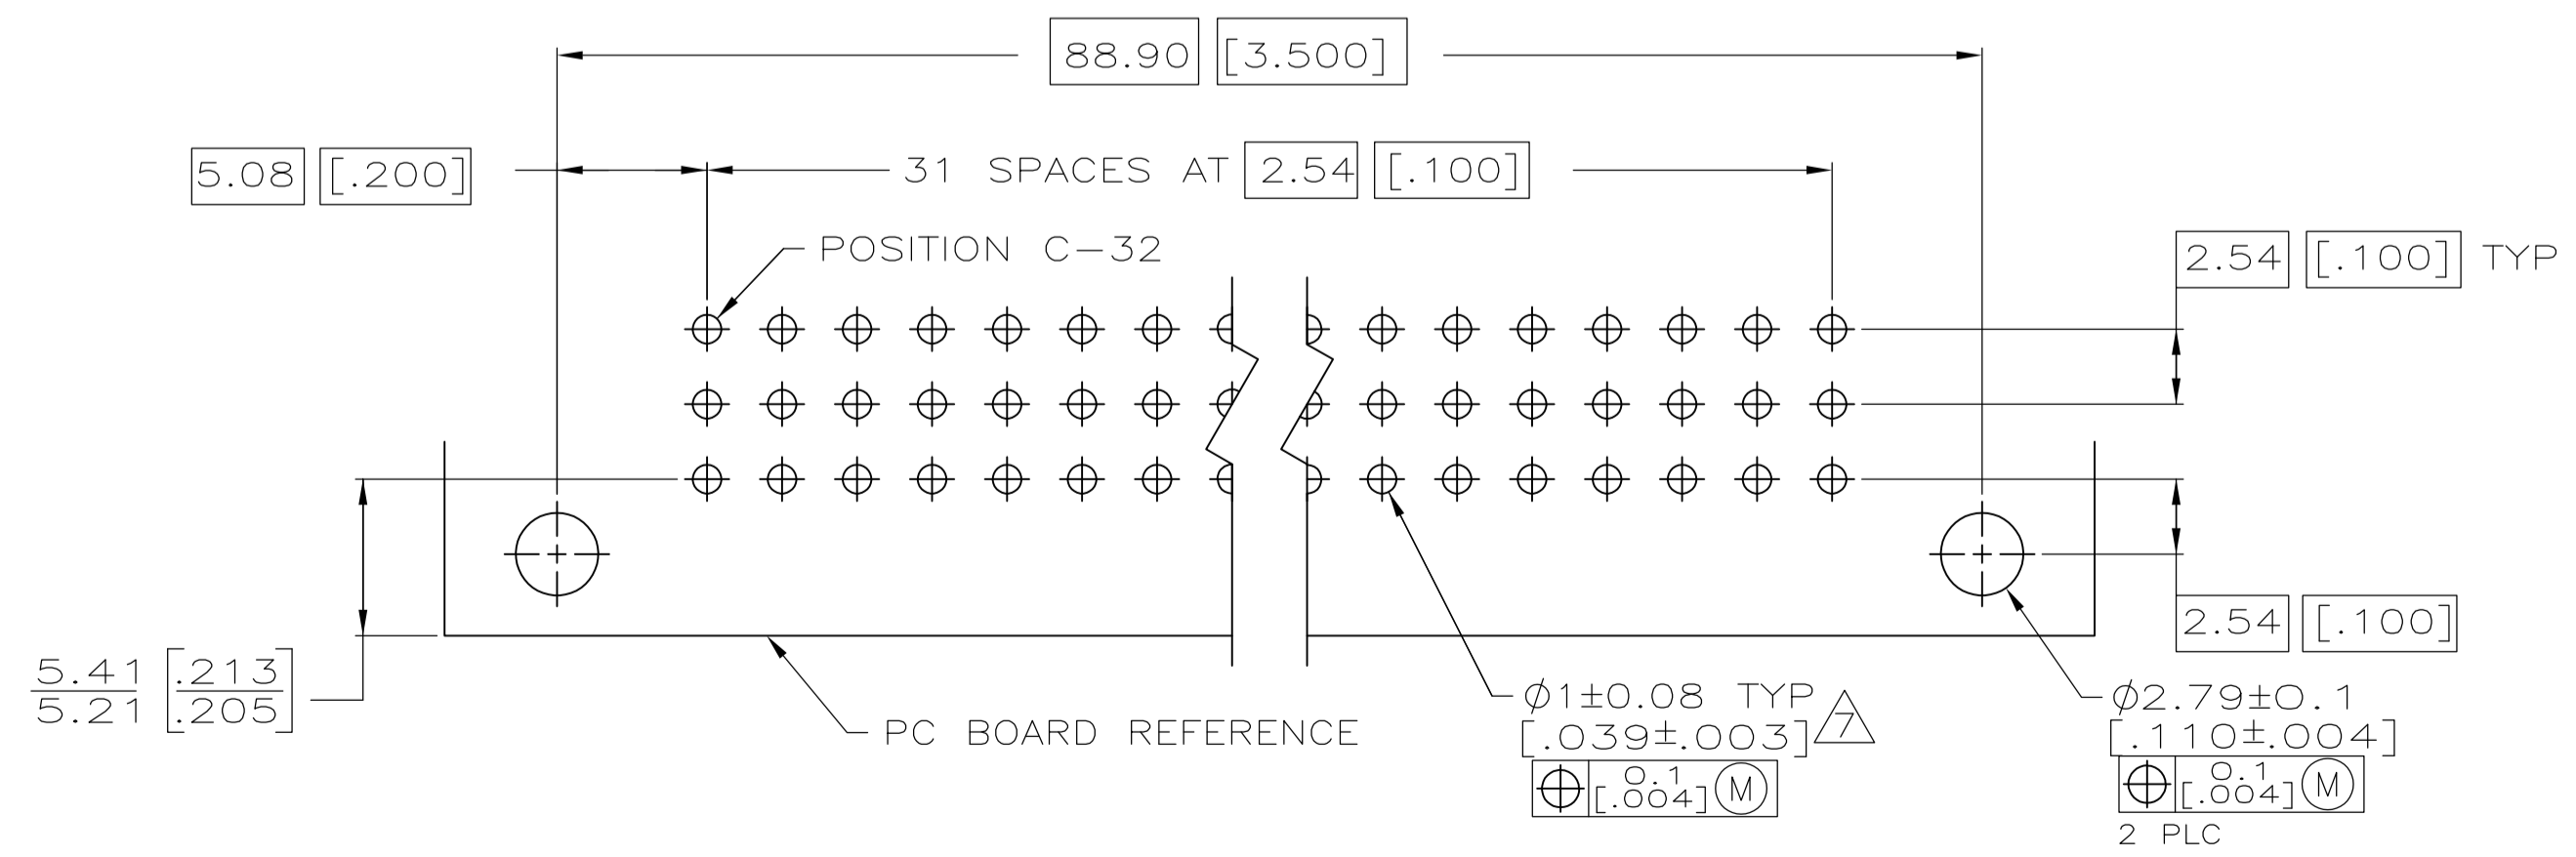 88.90 [3.500]
5.08 [.200]
31 SPACES AT 2.54 [.100]
POSITION C-32
2.54 [.100] TYP
5.41 [.213
5.21 .205]
2.54 [.100]
PC BOARD REFERENCE
Ø1±0.08 TYP
[.039±.003] 7
⌖ 0.1 [.004] Ⓜ
Ø2.79±0.1
[.110±.004]
⌖ 0.1 [.004] Ⓜ
2 PLC